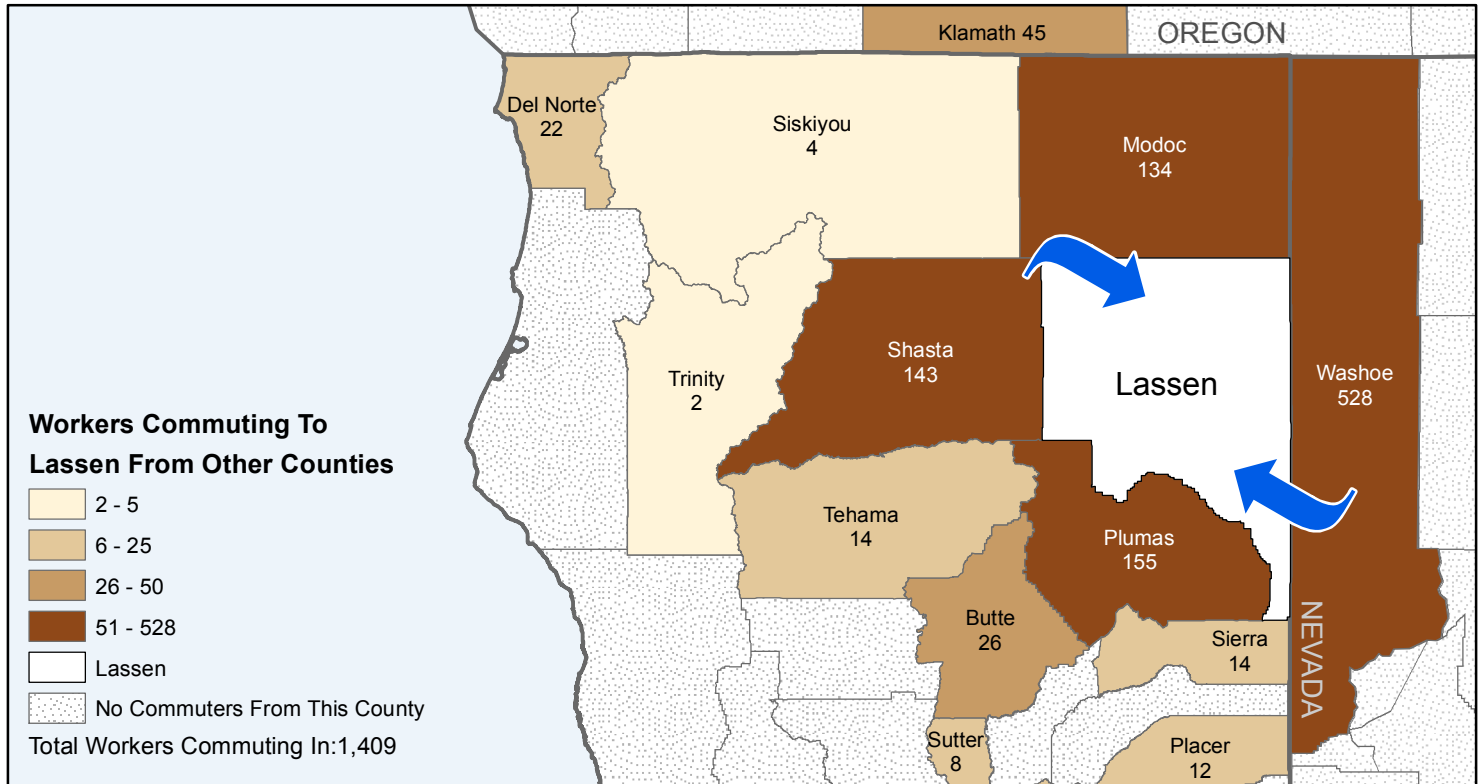 Klamath 45
OREGON
Del Norte
22
Siskiyou
4
Modoc
134
Shasta
143
Trinity
2
Lassen
Washoe
528
Tehama
14
Plumas
155
Butte
26
Sierra
14
NEVADA
Sutter
8
Placer
12
Workers Commuting To
Lassen From Other Counties
2 - 5
6 - 25
26 - 50
51 - 528
Lassen
No Commuters From This County
Total Workers Commuting In:1,409